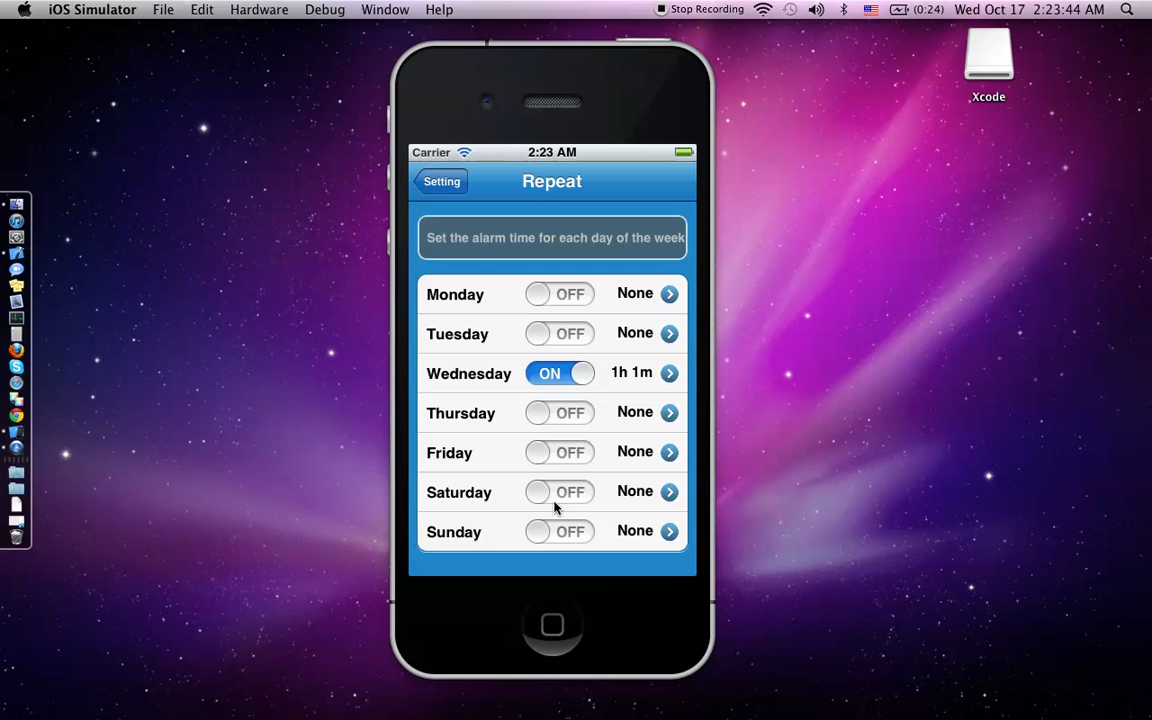 iOS Simulator File Edit Hardware Debug Window Help Stop Recording (0:24) Wed Oct 17 2:23:44 AM
Xcode
Carrier 2:23 AM
Setting Repeat
Set the alarm time for each day of the week
Monday OFF None
Tuesday OFF None
Wednesday ON 1h 1m
Thursday OFF None
Friday OFF None
Saturday OFF None
Sunday OFF None